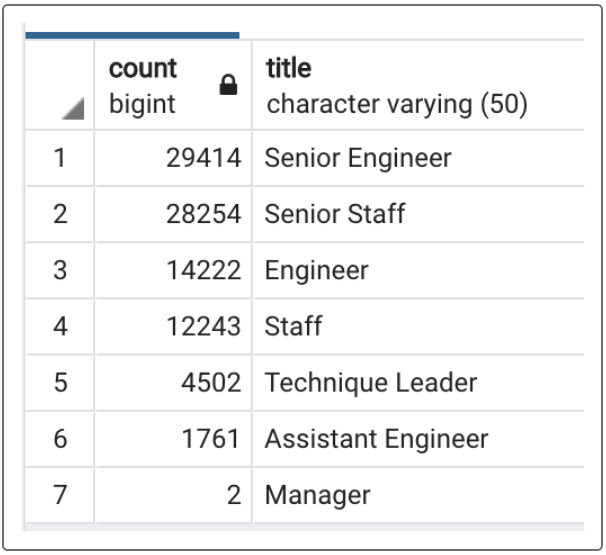 count title
bigint character varying (50)
1 29414 Senior Engineer
2 28254 Senior Staff
3 14222 Engineer
4 12243 Staff
5 4502 Technique Leader
6 1761 Assistant Engineer
7 2 Manager